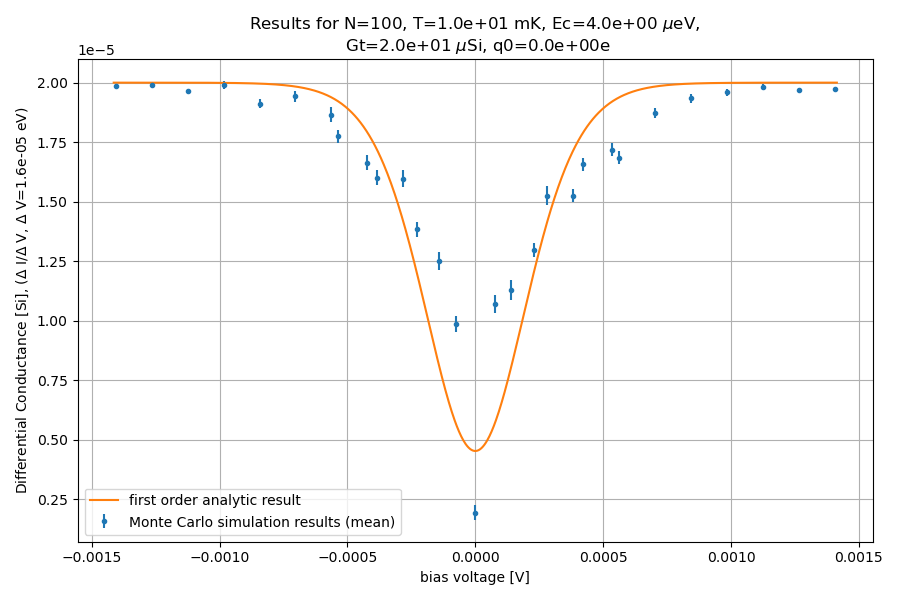 Results for N=100, T=1.0e+01 mK, Ec=4.0e+00 μeV,
Gt=2.0e+01 μSi, q0=0.0e+00e
1e−5
2.00
1.75
1.50
1.25
1.00
0.75
0.50
0.25
Differential Conductance [Si], (Δ I/Δ V, Δ V=1.6e-05 eV)
first order analytic result
Monte Carlo simulation results (mean)
−0.0015 −0.0010 −0.0005 0.0000 0.0005 0.0010 0.0015
bias voltage [V]